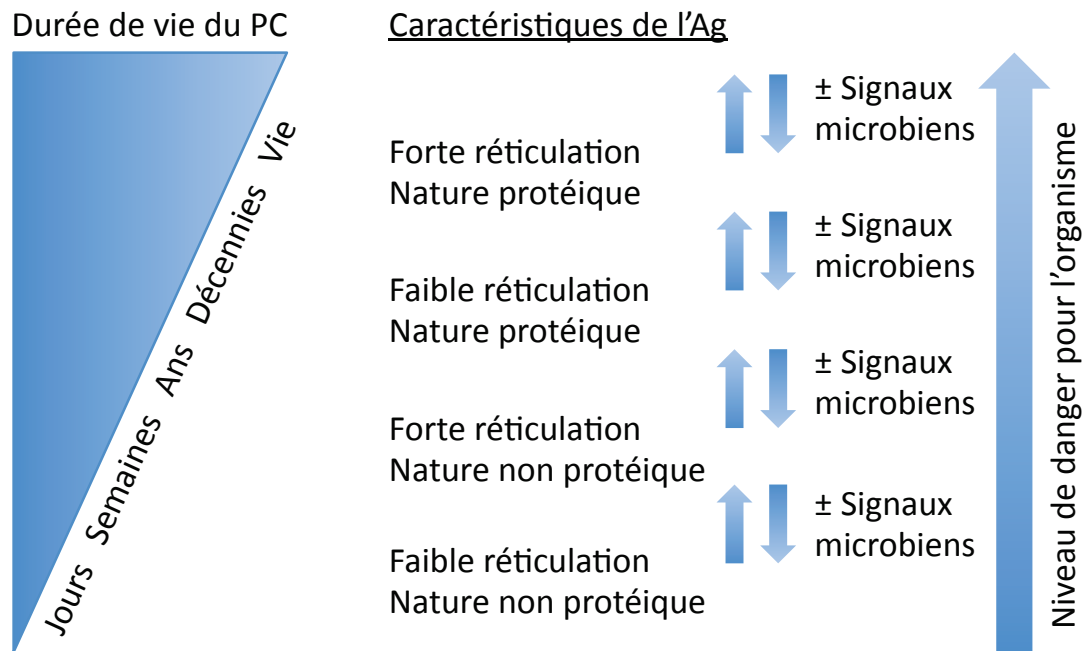 Durée de vie du PC
Caractéristiques de l'Ag
± Signaux
microbiens
Forte réticulation
Nature protéique
± Signaux
microbiens
Faible réticulation
Nature protéique
± Signaux
microbiens
Forte réticulation
Nature non protéique
± Signaux
microbiens
Faible réticulation
Nature non protéique
Jours Semaines Ans Décennies Vie
Niveau de danger pour l'organisme